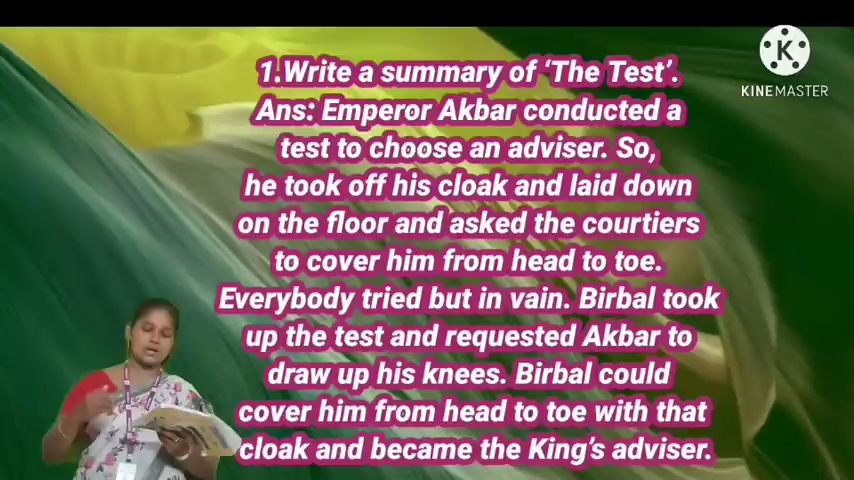 1.Write a summary of ‘The Test’.
Ans: Emperor Akbar conducted a
test to choose an adviser. So,
he took off his cloak and laid down
on the floor and asked the courtiers
to cover him from head to toe.
Everybody tried but in vain. Birbal took
up the test and requested Akbar to
draw up his knees. Birbal could
cover him from head to toe with that
cloak and became the King’s adviser.
K
KINEMASTER